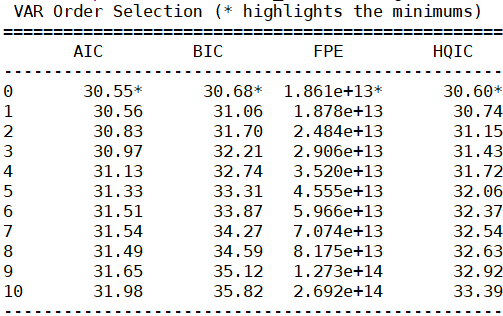 VAR Order Selection (* highlights the minimums)
==================================================
AIC BIC FPE HQIC
--------------------------------------------------
0 30.55* 30.68* 1.861e+13* 30.60*
1 30.56 31.06 1.878e+13 30.74
2 30.83 31.70 2.484e+13 31.15
3 30.97 32.21 2.906e+13 31.43
4 31.13 32.74 3.520e+13 31.72
5 31.33 33.31 4.555e+13 32.06
6 31.51 33.87 5.966e+13 32.37
7 31.54 34.27 7.074e+13 32.54
8 31.49 34.59 8.175e+13 32.63
9 31.65 35.12 1.273e+14 32.92
10 31.98 35.82 2.692e+14 33.39
--------------------------------------------------